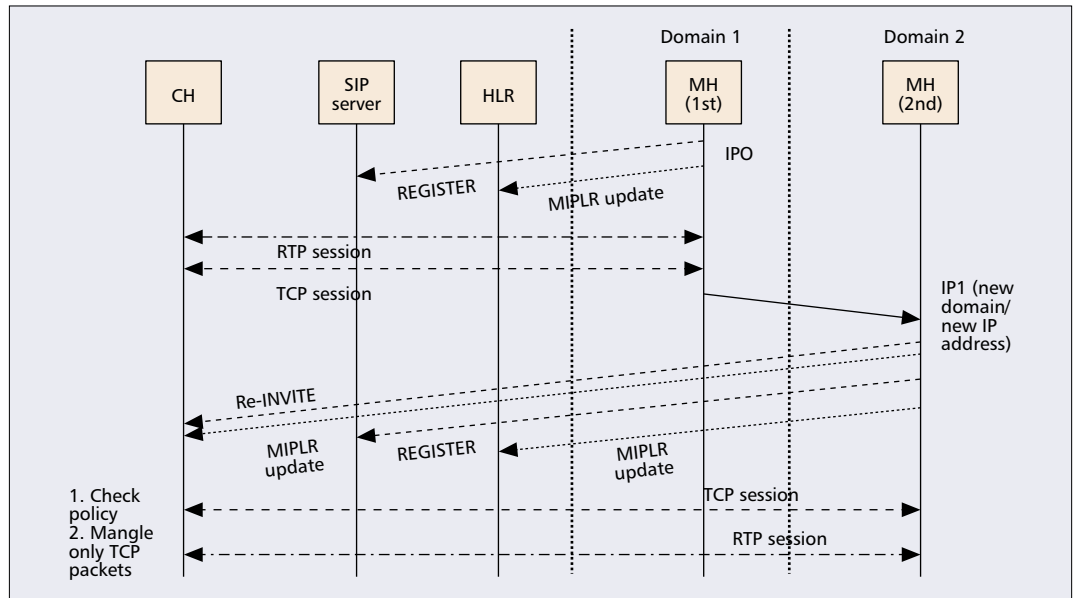 Domain 1
Domain 2
CH
SIP
server
HLR
MH
(1st)
MH
(2nd)
IPO
REGISTER
MIPLR update
RTP session
TCP session
IP1 (new
domain/
new IP
address)
Re-INVITE
MIPLR
update
REGISTER
MIPLR
update
1. Check
policy
2. Mangle
only TCP
packets
TCP session
RTP session